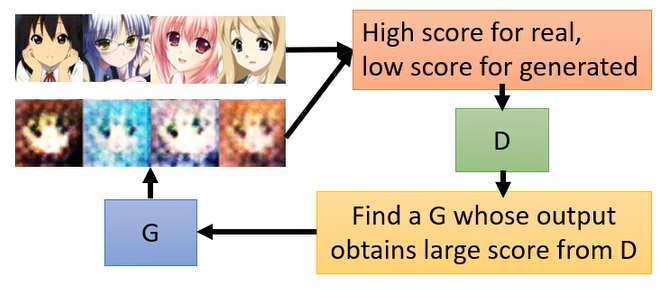 High score for real,
low score for generated
D
Find a G whose output
obtains large score from D
G